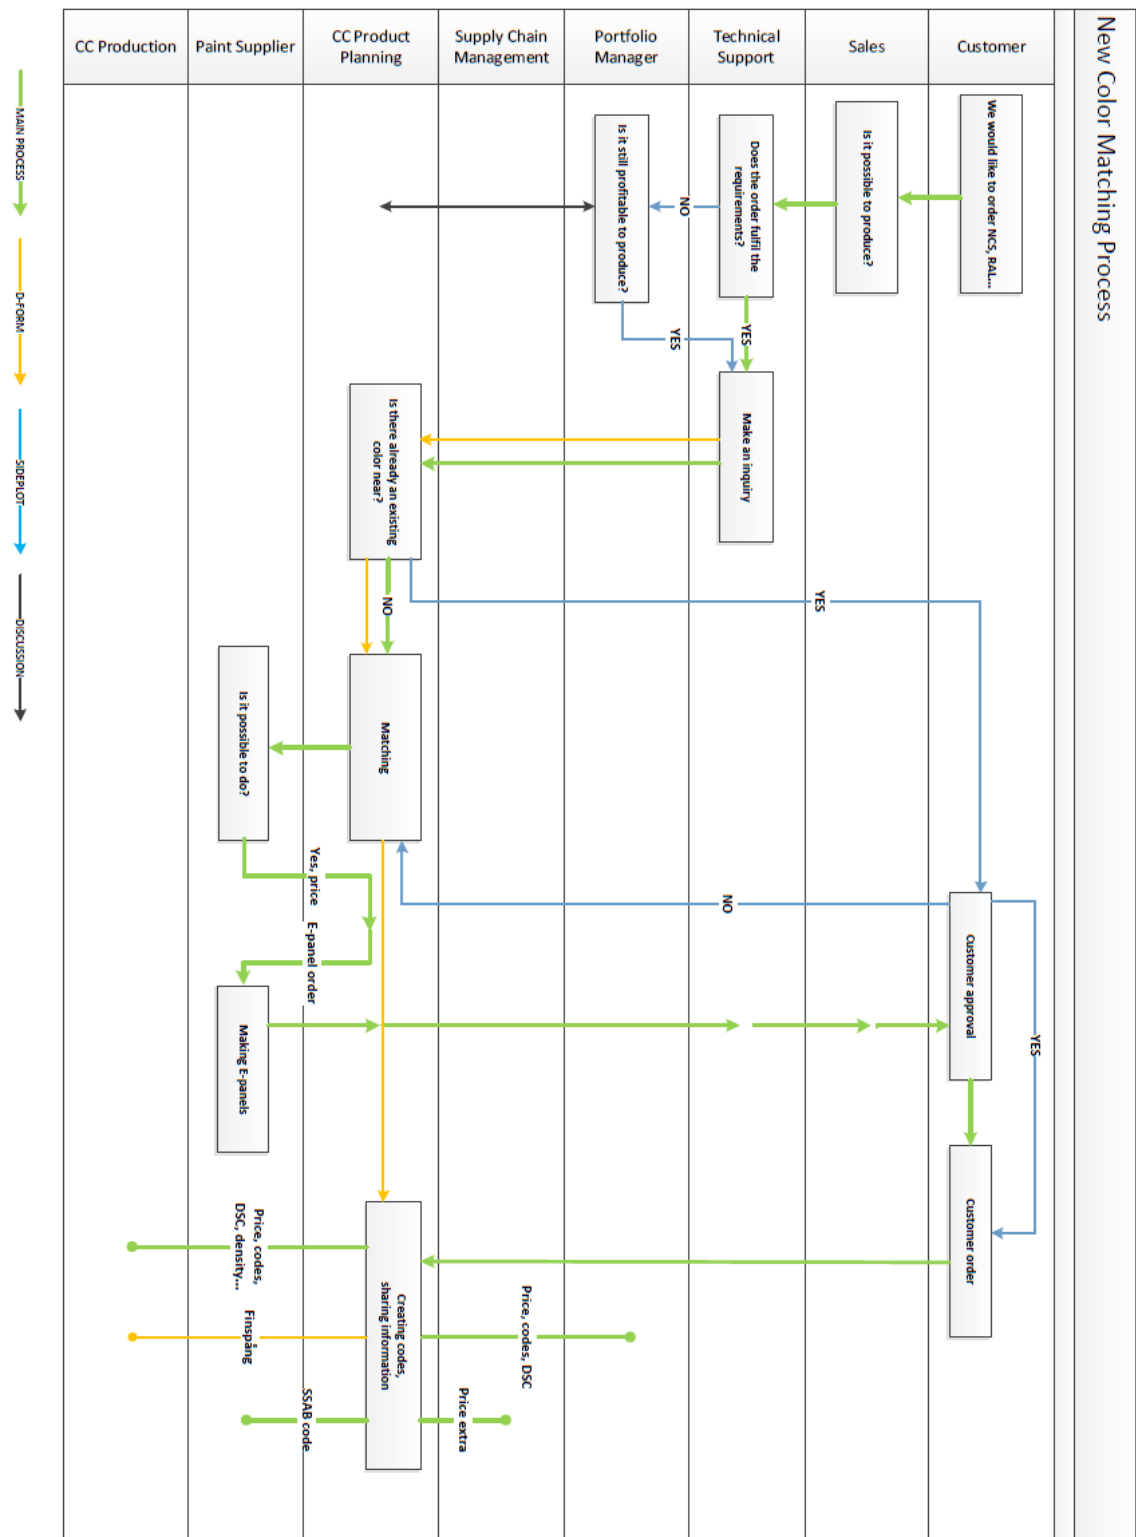 New Color Matching Process
CC Production
Paint Supplier
CC Product
Planning
Supply Chain
Management
Portfolio
Manager
Technical
Support
Sales
Customer
We would like to order NCS, RAL...
Is it possible to produce?
Does the order fulfil the
requirements?
NO
Is it still profitable to produce?
YES
YES
Make an inquiry
Is there already an existing
color near?
YES
NO
Matching
Is it possible to do?
Yes, price
E-panel order
Making E-panels
NO
Customer approval
YES
Customer order
Creating codes,
sharing information
Price, codes,
DSC, density...
Finspång
SSAB code
Price, codes, DSC
Price extra
MAIN PROCESS
D-FORM
SIDEPLOT
DISCUSSION